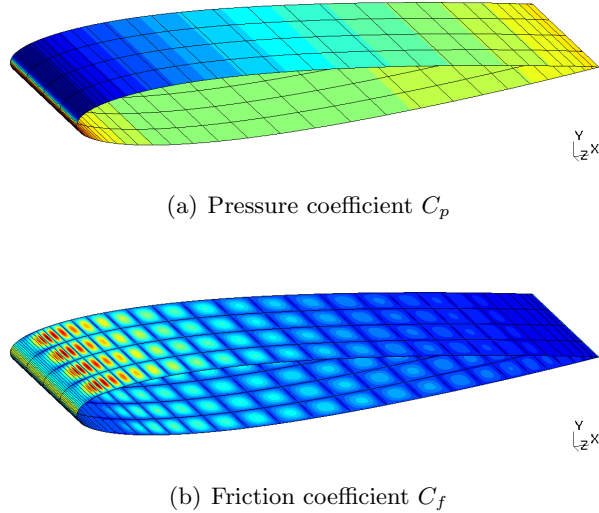 Y
Z X
(a) Pressure coefficient C_p
Y
Z X
(b) Friction coefficient C_f